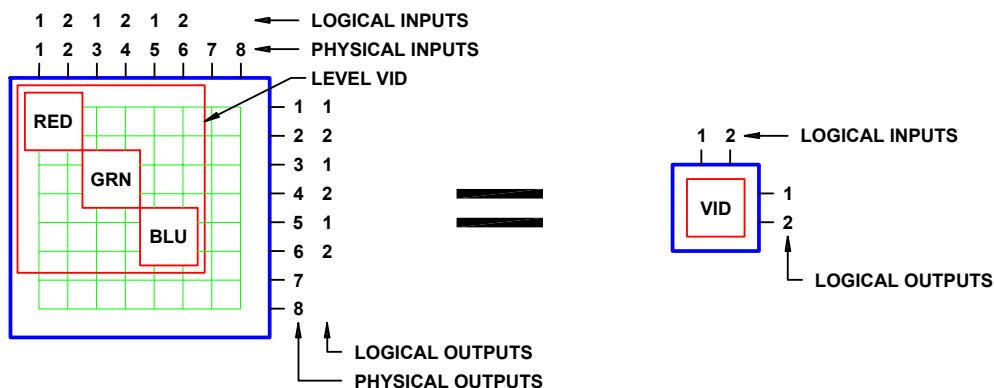 1 2 1 2 1 2 LOGICAL INPUTS
1 2 3 4 5 6 7 8 PHYSICAL INPUTS
LEVEL VID
RED
GRN
BLU
1 1
2 2
3 1
4 2
5 1
6 2
7
8
LOGICAL OUTPUTS
PHYSICAL OUTPUTS
1 2 LOGICAL INPUTS
VID
1
2
LOGICAL OUTPUTS